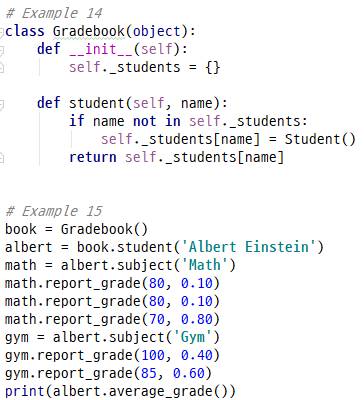 # Example 14
class Gradebook(object):
    def __init__(self):
        self._students = {}

    def student(self, name):
        if name not in self._students:
            self._students[name] = Student()
        return self._students[name]


# Example 15
book = Gradebook()
albert = book.student('Albert Einstein')
math = albert.subject('Math')
math.report_grade(80, 0.10)
math.report_grade(80, 0.10)
math.report_grade(70, 0.80)
gym = albert.subject('Gym')
gym.report_grade(100, 0.40)
gym.report_grade(85, 0.60)
print(albert.average_grade())